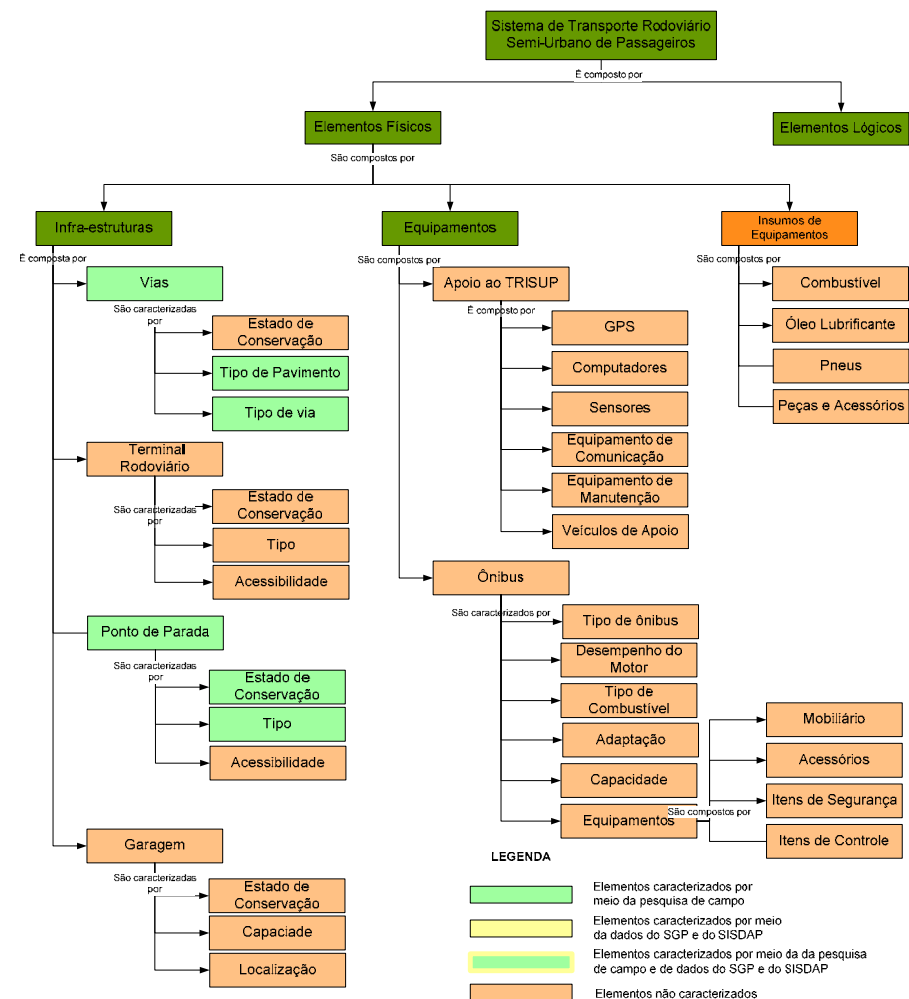 Sistema de Transporte Rodoviário
Semi-Urbano de Passageiros
É composto por
Elementos Físicos
Elementos Lógicos
São compostos por
Infra-estruturas
Equipamentos
Insumos de
Equipamentos
É composta por
São compostos por
São compostos por
Vias
São caracterizadas
por
Estado de
Conservação
Tipo de Pavimento
Tipo de via
Terminal
Rodoviário
São caracterizadas
por
Estado de
Conservação
Tipo
Acessibilidade
Ponto de Parada
São caracterizadas
por
Estado de
Conservação
Tipo
Acessibilidade
Garagem
São caracterizadas
por
Estado de
Conservação
Capaciade
Localização
Apoio ao TRISUP
É composto por
GPS
Computadores
Sensores
Equipamento de
Comunicação
Equipamento de
Manutenção
Veículos de Apoio
Ônibus
São caracterizados por
Tipo de ônibus
Desempenho do
Motor
Tipo de
Combustível
Adaptação
Capacidade
Equipamentos
São compostos por
Mobiliário
Acessórios
Itens de Segurança
Itens de Controle
Combustível
Óleo Lubrificante
Pneus
Peças e Acessórios
LEGENDA
Elementos caracterizados por
meio da pesquisa de campo
Elementos caracterizados por meio
da dados do SGP e do SISDAP
Elementos caracterizados por meio da da pesquisa
de campo e de dados do SGP e do SISDAP
Elementos não caracterizados